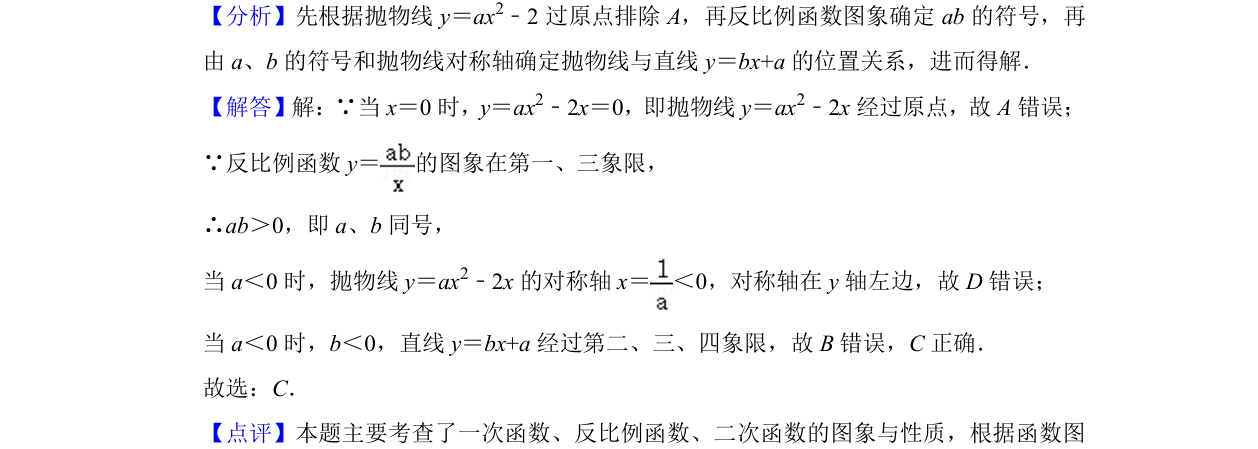 【分析】先根据抛物线 y＝ax²﹣2 过原点排除 A，再反比例函数图象确定 ab 的符号，再
由 a、b 的符号和抛物线对称轴确定抛物线与直线 y＝bx+a 的位置关系，进而得解．
【解答】解：∵当 x＝0 时，y＝ax²﹣2x＝0，即抛物线 y＝ax²﹣2x 经过原点，故 A 错误；
∵反比例函数 y＝ab/x 的图象在第一、三象限，
∴ab＞0，即 a、b 同号，
当 a＜0 时，抛物线 y＝ax²﹣2x 的对称轴 x＝1/a＜0，对称轴在 y 轴左边，故 D 错误；
当 a＜0 时，b＜0，直线 y＝bx+a 经过第二、三、四象限，故 B 错误，C 正确．
故选：C．
【点评】本题主要考查了一次函数、反比例函数、二次函数的图象与性质，根据函数图